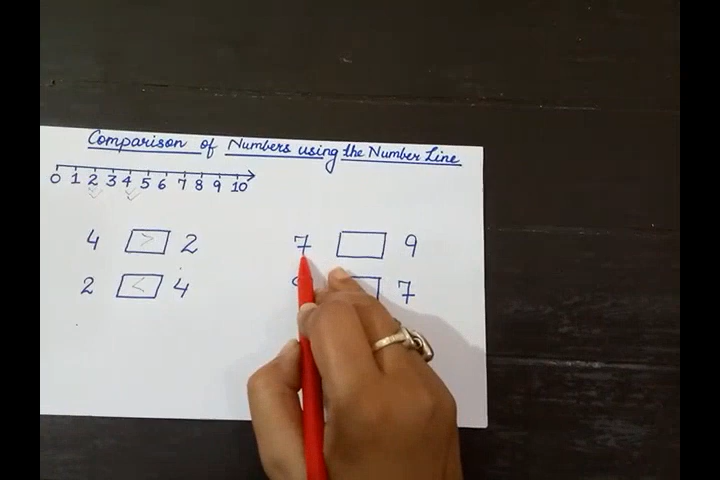 Comparison of Numbers using the Number Line
0 1 2 3 4 5 6 7 8 9 10
4 > 2
7 9
2 < 4
7